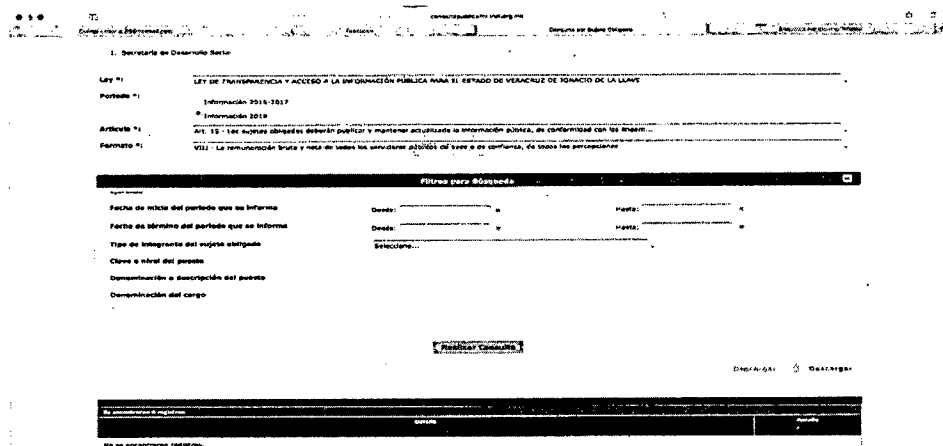 1. Secretaría de Desarrollo Social
Ley *: LEY DE TRANSPARENCIA Y ACCESO A LA INFORMACIÓN PÚBLICA PARA EL ESTADO DE VERACRUZ DE IGNACIO DE LA LLAVE
Periodo *: Información 2015-2017
Información 2018
Artículo *: Art. 15 - Los sujetos obligados deberán publicar y mantener actualizada la información pública, de conformidad con los lineam...
Formato *: VIII - La remuneración bruta y neta de todos los servidores públicos de base o de confianza, de todas las percepciones
Filtros para Búsqueda
Fecha de inicio del periodo que se informa Desde: Hasta:
Fecha de término del periodo que se informa Desde: Hasta:
Tipo de integrante del sujeto obligado Seleccione...
Clave o nivel del puesto
Denominación o descripción del puesto
Denominación del cargo
Realizar Consulta
Descargar Descargar
Se encontraron 0 registros
Detalle
No se encontraron registros.